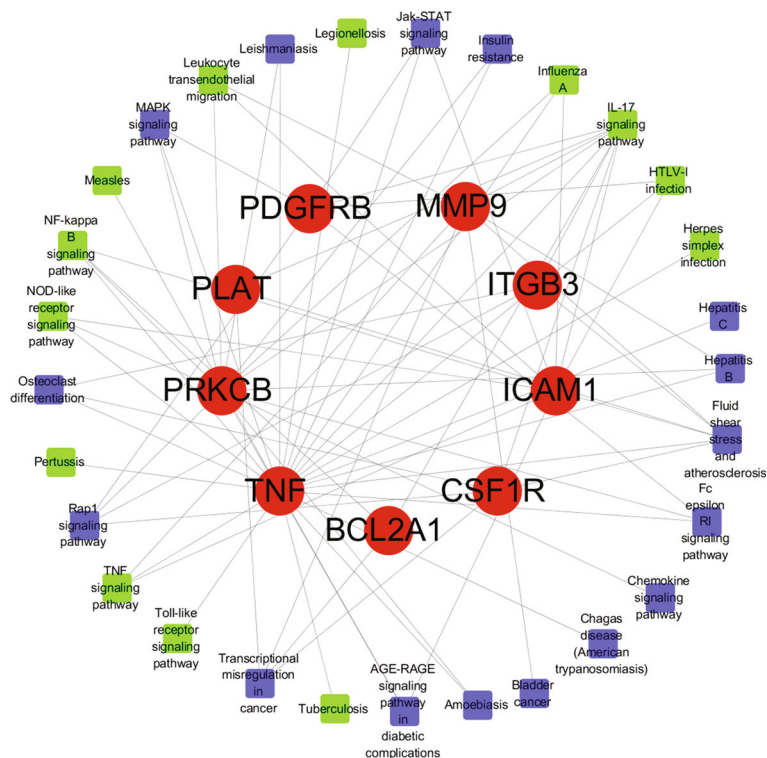 Jak-STAT
signaling
pathway
Legionellosis
Insulin
resistance
Leishmaniasis
Leukocyte
transendothelial
migration
Influenza
A
MAPK
signaling
pathway
IL-17
signaling
pathway
Measles
HTLV-I
infection
PDGFRB
MMP9
NF-kappa
B
signaling
pathway
Herpes
simplex
infection
PLAT
ITGB3
NOD-like
receptor
signaling
pathway
Hepatitis
C
Osteoclast
differentiation
PRKCB
ICAM1
Hepatitis
B
Fluid
shear
stress
and
atherosclerosis
Pertussis
TNF
CSF1R
Fc
epsilon
RI
signaling
pathway
Rap1
signaling
pathway
BCL2A1
TNF
signaling
pathway
Chemokine
signaling
pathway
Toll-like
receptor
signaling
pathway
Chagas
disease
(American
trypanosomiasis)
Transcriptional
misregulation
in
cancer
Tuberculosis
AGE-RAGE
signaling
pathway
in
diabetic
complications
Amoebiasis
Bladder
cancer